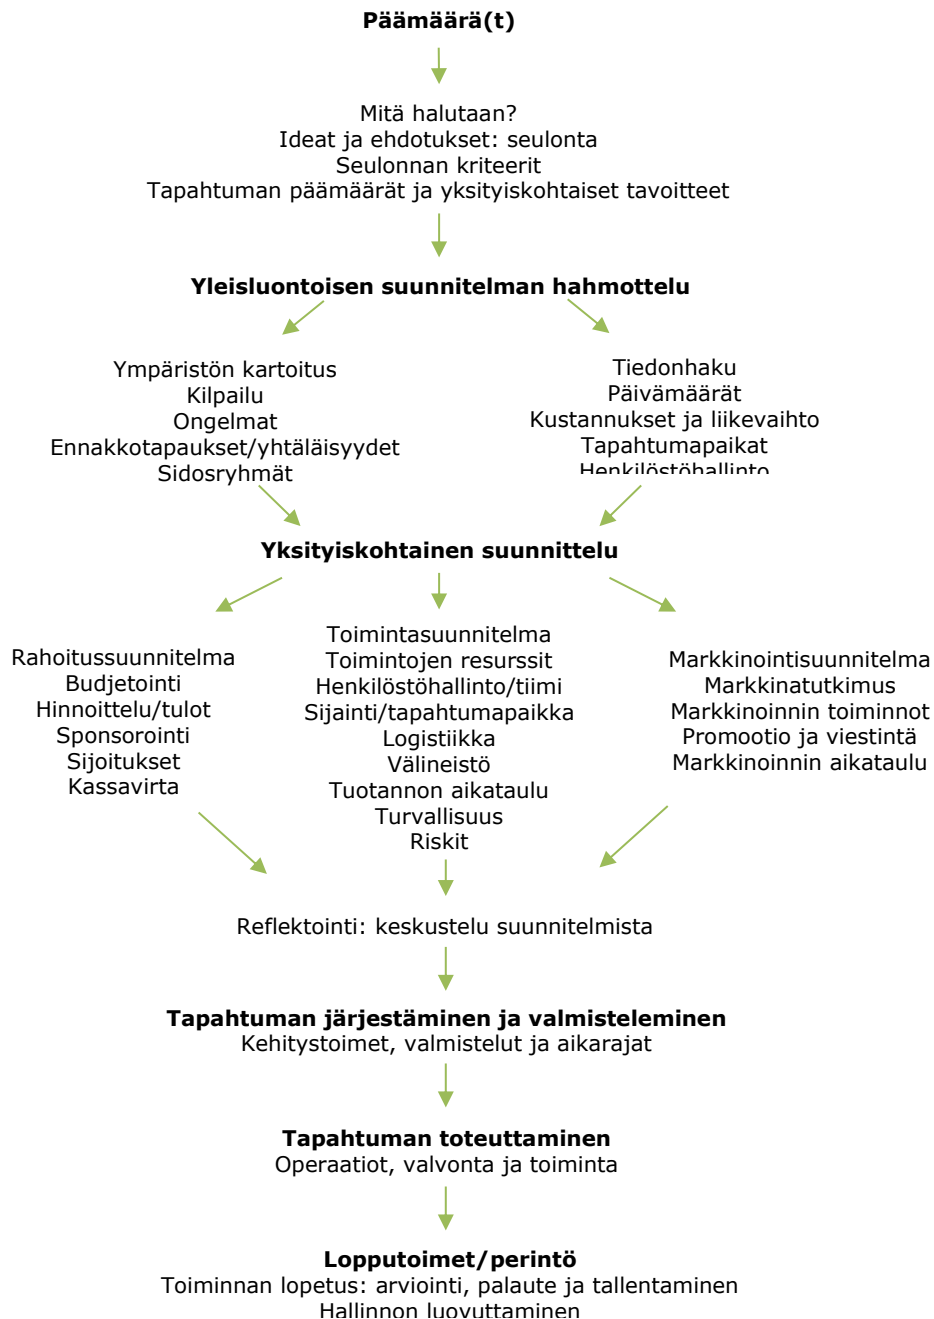 Päämäärä(t)
Mitä halutaan?
Ideat ja ehdotukset: seulonta
Seulonnan kriteerit
Tapahtuman päämäärät ja yksityiskohtaiset tavoitteet
Yleisluontoisen suunnitelman hahmottelu
Ympäristön kartoitus
Kilpailu
Ongelmat
Ennakkotapaukset/yhtäläisyydet
Sidosryhmät
Tiedonhaku
Päivämäärät
Kustannukset ja liikevaihto
Tapahtumapaikat
Henkilöstöhallinto
Yksityiskohtainen suunnittelu
Rahoitussuunnitelma
Budjetointi
Hinnoittelu/tulot
Sponsorointi
Sijoitukset
Kassavirta
Toimintasuunnitelma
Toimintojen resurssit
Henkilöstöhallinto/tiimi
Sijainti/tapahtumapaikka
Logistiikka
Välineistö
Tuotannon aikataulu
Turvallisuus
Riskit
Markkinointisuunnitelma
Markkinatutkimus
Markkinoinnin toiminnot
Promootio ja viestintä
Markkinoinnin aikataulu
Reflektointi: keskustelu suunnitelmista
Tapahtuman järjestäminen ja valmisteleminen
Kehitystoimet, valmistelut ja aikarajat
Tapahtuman toteuttaminen
Operaatiot, valvonta ja toiminta
Lopputoimet/perintö
Toiminnan lopetus: arviointi, palaute ja tallentaminen
Hallinnon luovuttaminen